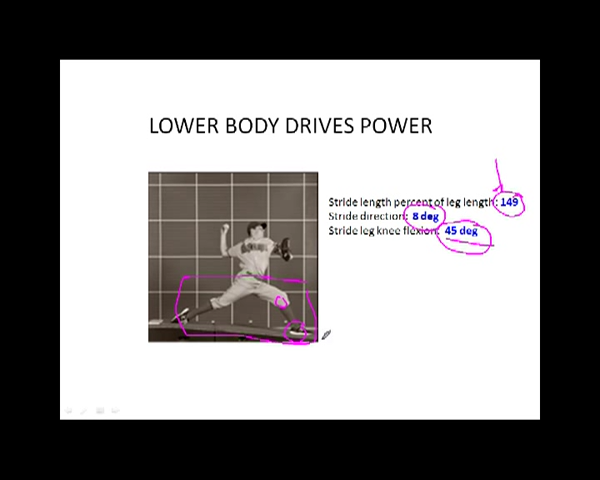 LOWER BODY DRIVES POWER
Stride length percent of leg length: 149
Stride direction: 8 deg
Stride leg knee flexion: 45 deg